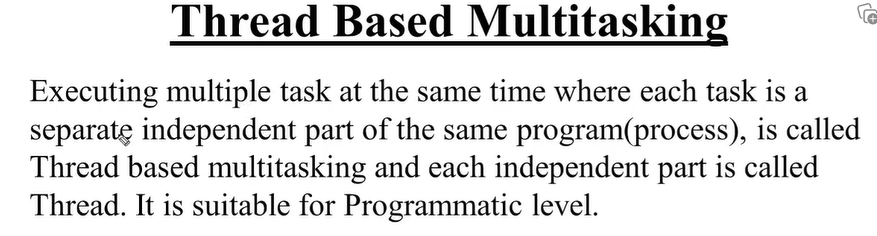 Thread Based Multitasking
Executing multiple task at the same time where each task is a
separate independent part of the same program(process), is called
Thread based multitasking and each independent part is called
Thread. It is suitable for Programmatic level.